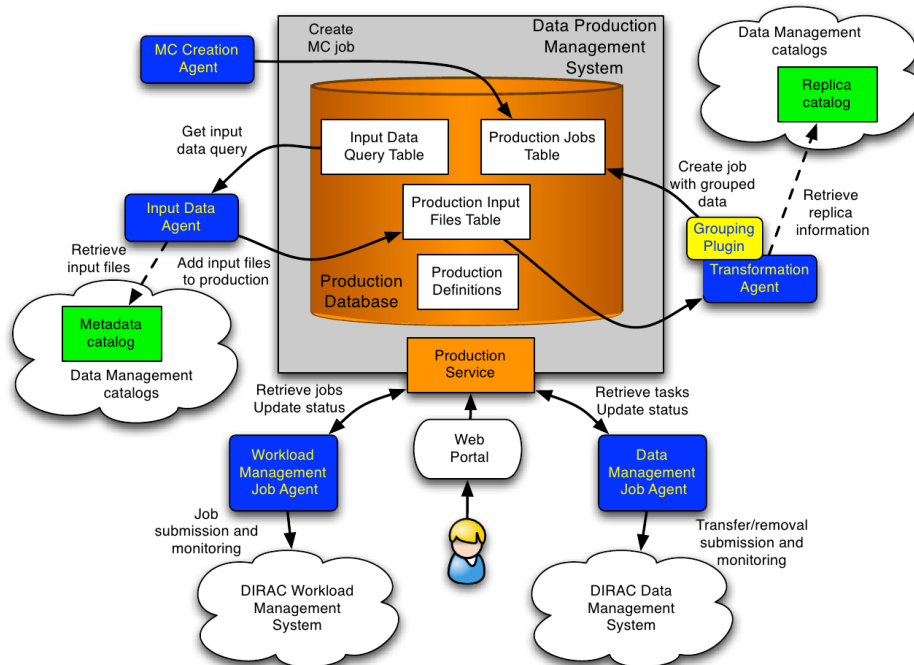 Create
MC job
Data Production
Management
System
MC Creation
Agent
Data Management
catalogs
Replica
catalog
Get input
data query
Input Data
Query Table
Production Jobs
Table
Create job
with grouped
data
Input Data
Agent
Production Input
Files Table
Retrieve
replica
information
Grouping
Plugin
Transformation
Agent
Retrieve
input files
Add input files
to production
Production
Database
Production
Definitions
Metadata
catalog
Data Management
catalogs
Production
Service
Retrieve jobs
Update status
Retrieve tasks
Update status
Workload
Management
Job Agent
Web
Portal
Data
Management
Job Agent
Job
submission and
monitoring
Transfer/removal
submission and
monitoring
DIRAC Workload
Management
System
DIRAC Data
Management
System